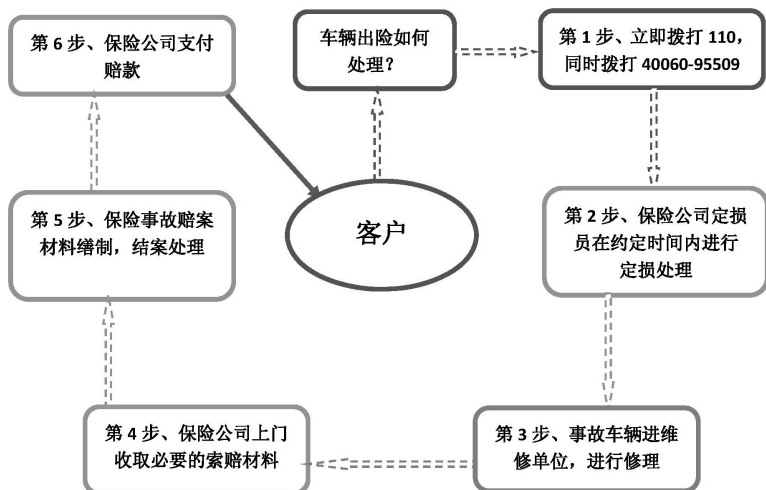 车辆出险如何
处理？
第 1 步、立即拨打 110，
同时拨打 40060-95509
第 2 步、保险公司定损
员在约定时间内进行
定损处理
第 3 步、事故车辆进维
修单位，进行修理
第 4 步、保险公司上门
收取必要的索赔材料
第 5 步、保险事故赔案
材料缮制，结案处理
第 6 步、保险公司支付
赔款
客户